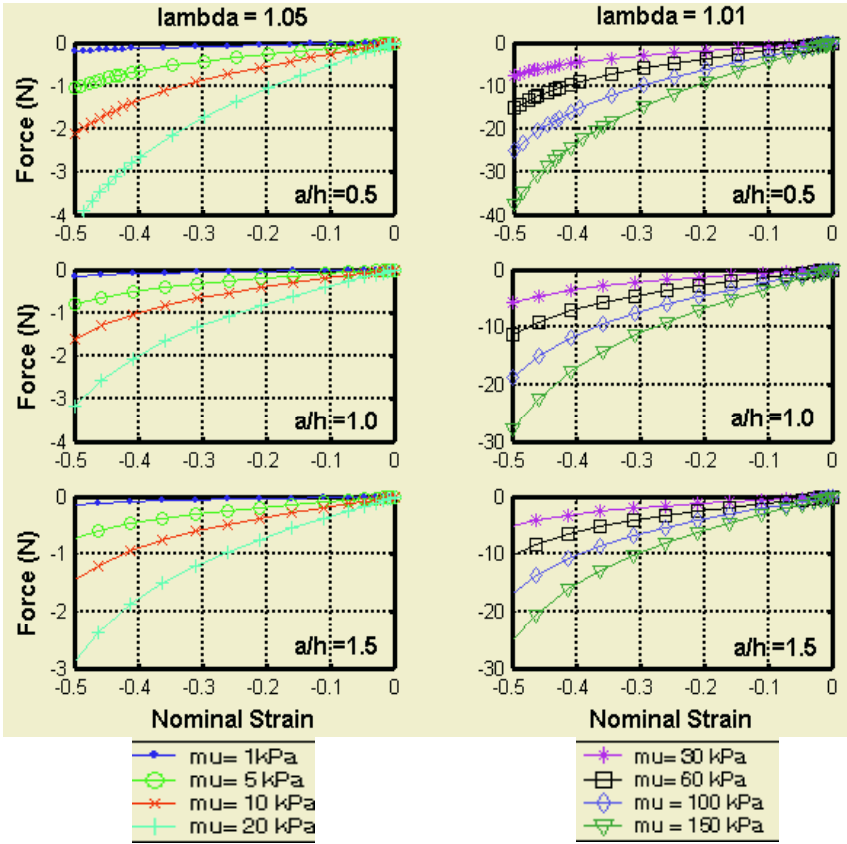 lambda = 1.05
lambda = 1.01
Force (N)
0
-1
-2
-3
-4
a/h=0.5
-0.5 -0.4 -0.3 -0.2 -0.1 0
0
-10
-20
-30
-40
a/h=0.5
-0.5 -0.4 -0.3 -0.2 -0.1 0
Force (N)
0
-1
-2
-3
-4
a/h=1.0
-0.5 -0.4 -0.3 -0.2 -0.1 0
0
-10
-20
-30
a/h=1.0
-0.5 -0.4 -0.3 -0.2 -0.1 0
Force (N)
0
-1
-2
-3
a/h=1.5
-0.5 -0.4 -0.3 -0.2 -0.1 0
Nominal Strain
0
-10
-20
-30
a/h=1.5
-0.5 -0.4 -0.3 -0.2 -0.1 0
Nominal Strain
mu= 1kPa
mu= 5 kPa
mu= 10 kPa
mu= 20 kPa
mu= 30 kPa
mu= 60 kPa
mu= 100 kPa
mu= 150 kPa